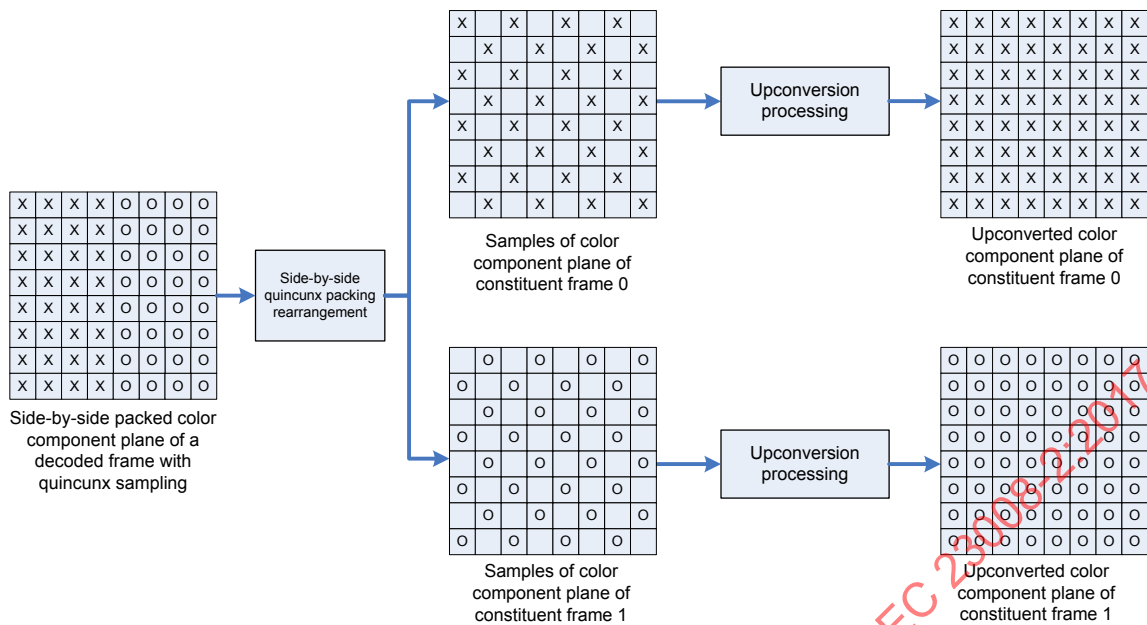 X X X X
X X X X
X X X X
X X X X
X X X X
X X X X
X X X X
X X X X
Samples of color
component plane of
constituent frame 0
Upconversion
processing
X X X X X X X X
X X X X X X X X
X X X X X X X X
X X X X X X X X
X X X X X X X X
X X X X X X X X
X X X X X X X X
X X X X X X X X
Upconverted color
component plane of
constituent frame 0
X X X X O O O O
X X X X O O O O
X X X X O O O O
X X X X O O O O
X X X X O O O O
X X X X O O O O
X X X X O O O O
X X X X O O O O
Side-by-side packed color
component plane of a
decoded frame with
quincunx sampling
Side-by-side
quincunx packing
rearrangement
O O O O
O O O O
O O O O
O O O O
O O O O
O O O O
O O O O
O O O O
Samples of color
component plane of
constituent frame 1
Upconversion
processing
O O O O O O O O
O O O O O O O O
O O O O O O O O
O O O O O O O O
O O O O O O O O
O O O O O O O O
O O O O O O O O
O O O O O O O O
Upconverted color
component plane of
constituent frame 1
EC 23008-2:2017